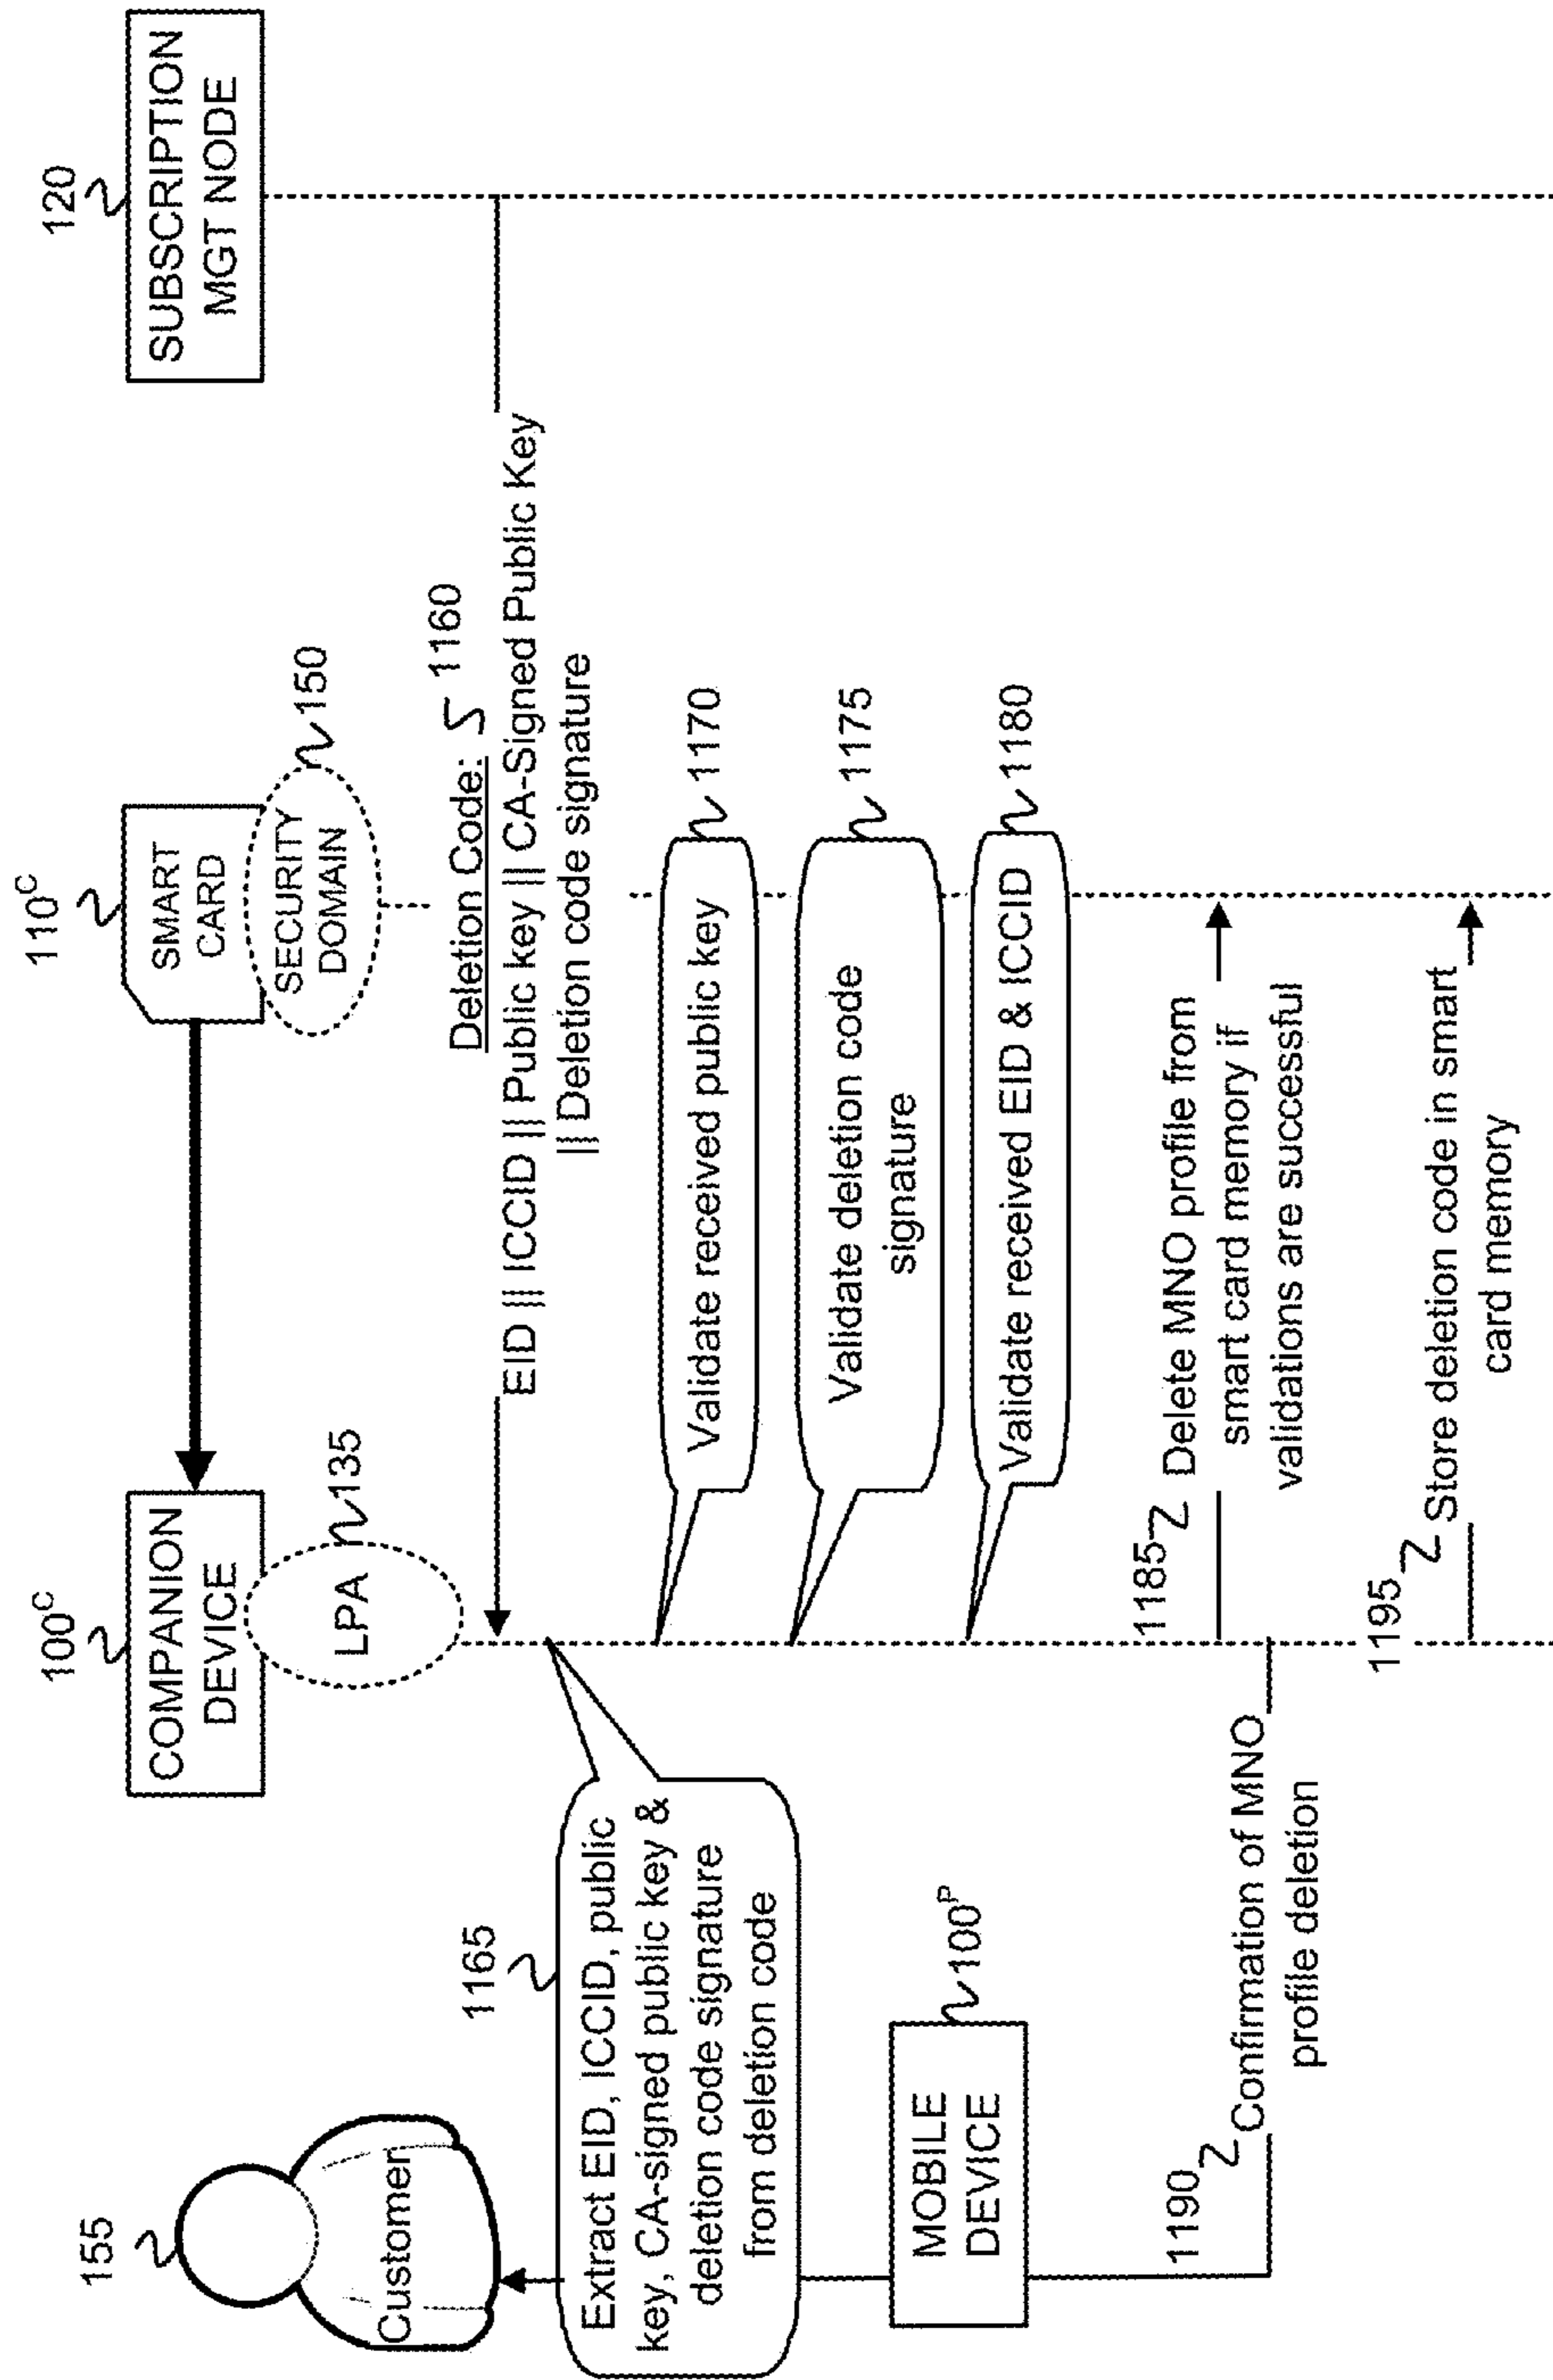 155
Customer
100C
COMPANION
DEVICE
LPA
135
110C
SMART
CARD
SECURITY
DOMAIN
150
120
SUBSCRIPTION
MGT NODE
Deletion Code:
1160
EID || ICCID || Public key || CA-Signed Public Key
|| Deletion code signature
1165
Extract EID, ICCID, public
key, CA-signed public key &
deletion code signature
from deletion code
Validate received public key
1170
Validate deletion code
signature
1175
Validate received EID & ICCID
1180
MOBILE
DEVICE
100P
1185
Delete MNO profile from
smart card memory if
validations are successful
1190
Confirmation of MNO
profile deletion
1195
Store deletion code in smart
card memory